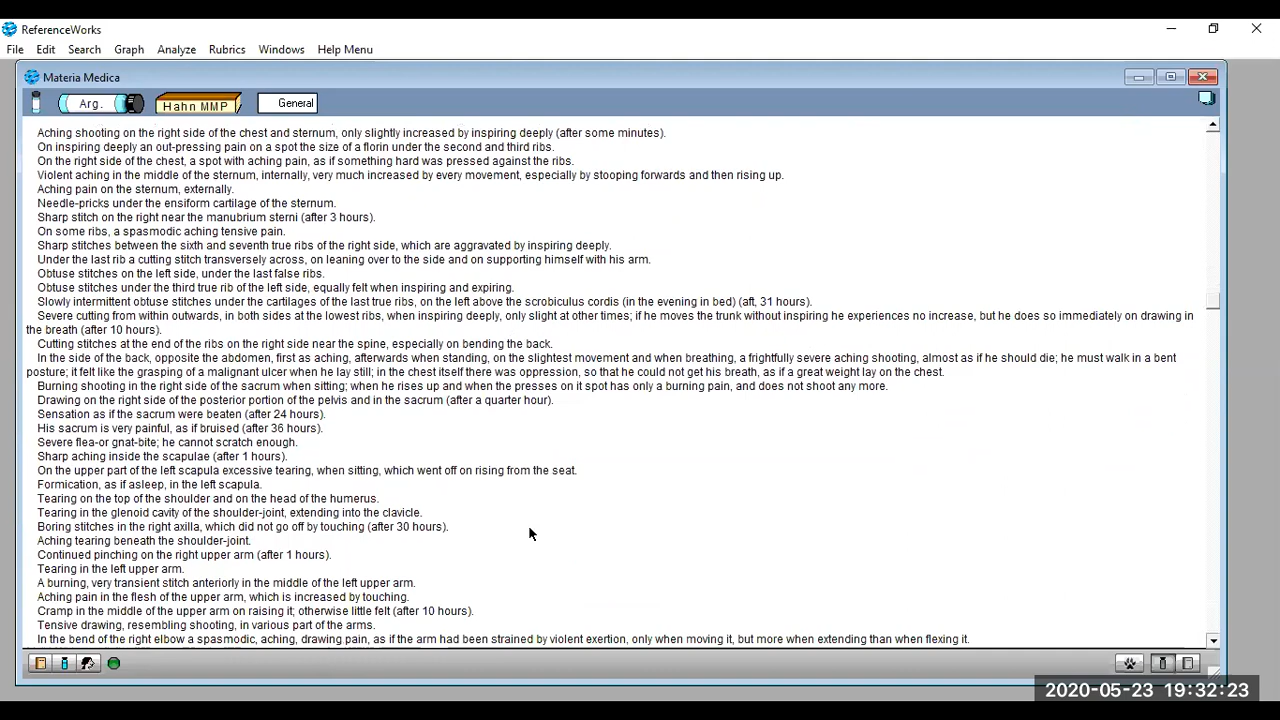 ReferenceWorks
File Edit Search Graph Analyze Rubrics Windows Help Menu
Materia Medica
Arg. Hahn MMP General
Aching shooting on the right side of the chest and sternum, only slightly increased by inspiring deeply (after some minutes).
On inspiring deeply an out-pressing pain on a spot the size of a florin under the second and third ribs.
On the right side of the chest, a spot with aching pain, as if something hard was pressed against the ribs.
Violent aching in the middle of the sternum, internally, very much increased by every movement, especially by stooping forwards and then rising up.
Aching pain on the sternum, externally.
Needle-pricks under the ensiform cartilage of the sternum.
Sharp stitch on the right near the manubrium sterni (after 3 hours).
On some ribs, a spasmodic aching tensive pain.
Sharp stitches between the sixth and seventh true ribs of the right side, which are aggravated by inspiring deeply.
Under the last rib a cutting stitch transversely across, on leaning over to the side and on supporting himself with his arm.
Obtuse stitches on the left side, under the last false ribs.
Obtuse stitches under the third true rib of the left side, equally felt when inspiring and expiring.
Slowly intermittent obtuse stitches under the cartilages of the last true ribs, on the left above the scrobiculus cordis (in the evening in bed) (aft, 31 hours).
Severe cutting from within outwards, in both sides at the lowest ribs, when inspiring deeply, only slight at other times; if he moves the trunk without inspiring he experiences no increase, but he does so immediately on drawing in
the breath (after 10 hours).
Cutting stitches at the end of the ribs on the right side near the spine, especially on bending the back.
In the side of the back, opposite the abdomen, first as aching, afterwards when standing, on the slightest movement and when breathing, a frightfully severe aching shooting, almost as if he should die; he must walk in a bent
posture; it felt like the grasping of a malignant ulcer when he lay still; in the chest itself there was oppression, so that he could not get his breath, as if a great weight lay on the chest.
Burning shooting in the right side of the sacrum when sitting; when he rises up and when the presses on it spot has only a burning pain, and does not shoot any more.
Drawing on the right side of the posterior portion of the pelvis and in the sacrum (after a quarter hour).
Sensation as if the sacrum were beaten (after 24 hours).
His sacrum is very painful, as if bruised (after 36 hours).
Severe flea-or gnat-bite; he cannot scratch enough.
Sharp aching inside the scapulae (after 1 hours).
On the upper part of the left scapula excessive tearing, when sitting, which went off on rising from the seat.
Formication, as if asleep, in the left scapula.
Tearing on the top of the shoulder and on the head of the humerus.
Tearing in the glenoid cavity of the shoulder-joint, extending into the clavicle.
Boring stitches in the right axilla, which did not go off by touching (after 30 hours).
Aching tearing beneath the shoulder-joint.
Continued pinching on the right upper arm (after 1 hours).
Tearing in the left upper arm.
A burning, very transient stitch anteriorly in the middle of the left upper arm.
Aching pain in the flesh of the upper arm, which is increased by touching.
Cramp in the middle of the upper arm on raising it; otherwise little felt (after 10 hours).
Tensive drawing, resembling shooting, in various part of the arms.
In the bend of the right elbow a spasmodic, aching, drawing pain, as if the arm had been strained by violent exertion, only when moving it, but more when extending than when flexing it.
2020-05-23 19:32:23